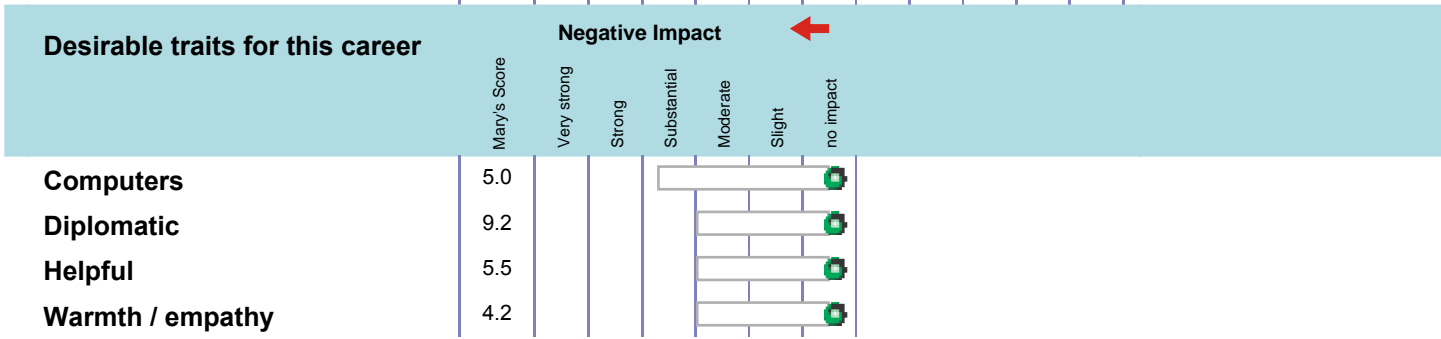 Desirable traits for this career
Negative Impact
Mary's Score
Very strong
Strong
Substantial
Moderate
Slight
no impact
Computers 5.0
Diplomatic 9.2
Helpful 5.5
Warmth / empathy 4.2